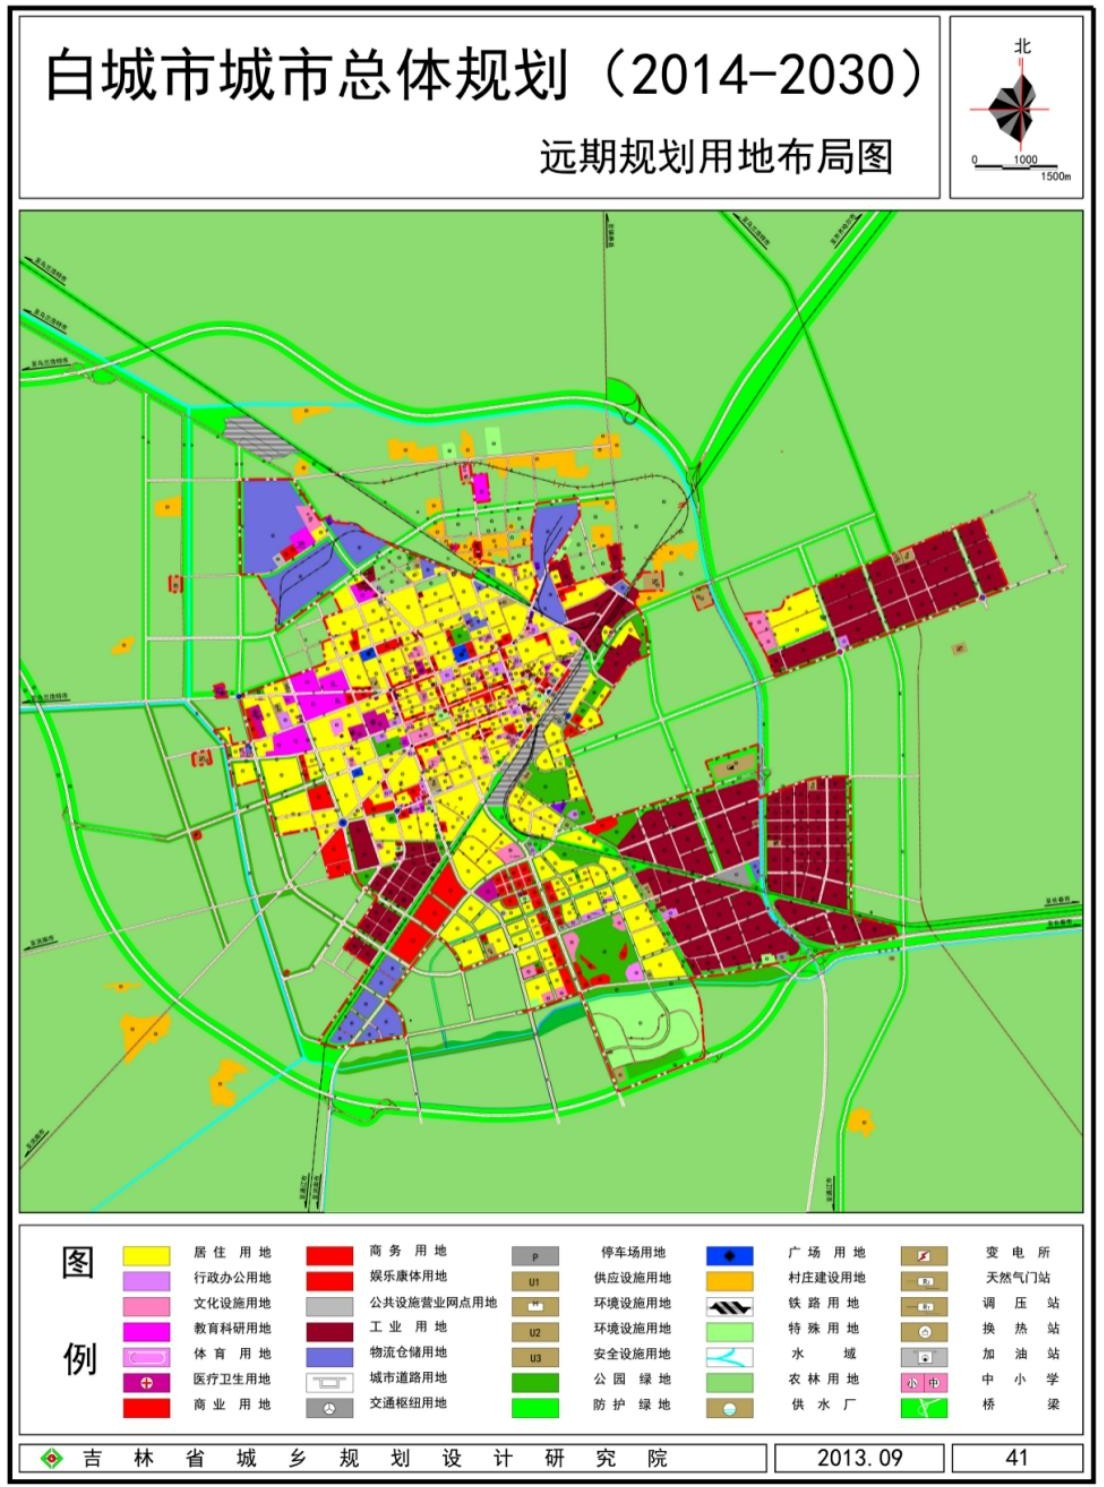 白城市城市总体规划（2014-2030）
远期规划用地布局图
北
0 1000
1500m
图例
居住用地 商务用地 P 停车场用地 广场用地 变电所
行政办公用地 娱乐康体用地 U1 供应设施用地 村庄建设用地 天然气门站
文化设施用地 公共设施营业网点用地 环境设施用地 铁路用地 调压站
教育科研用地 工业用地 U2 环境设施用地 特殊用地 换热站
体育用地 物流仓储用地 U3 安全设施用地 水域 加油站
医疗卫生用地 城市道路用地 公园绿地 农林用地 小 中 中小学
商业用地 交通枢纽用地 防护绿地 供水厂 桥梁
吉林省城乡规划设计研究院 2013.09 41